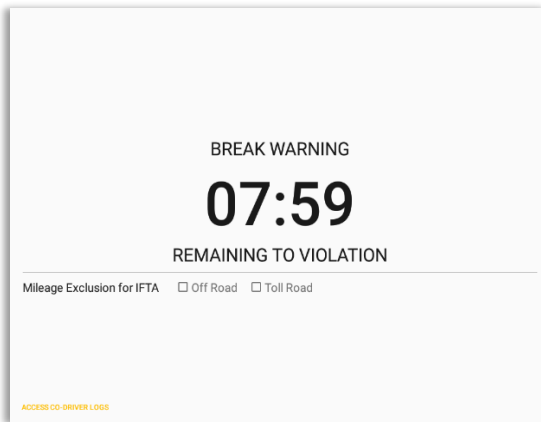 BREAK WARNING
07:59
REMAINING TO VIOLATION
Mileage Exclusion for IFTA Off Road Toll Road
ACCESS CO-DRIVER LOGS